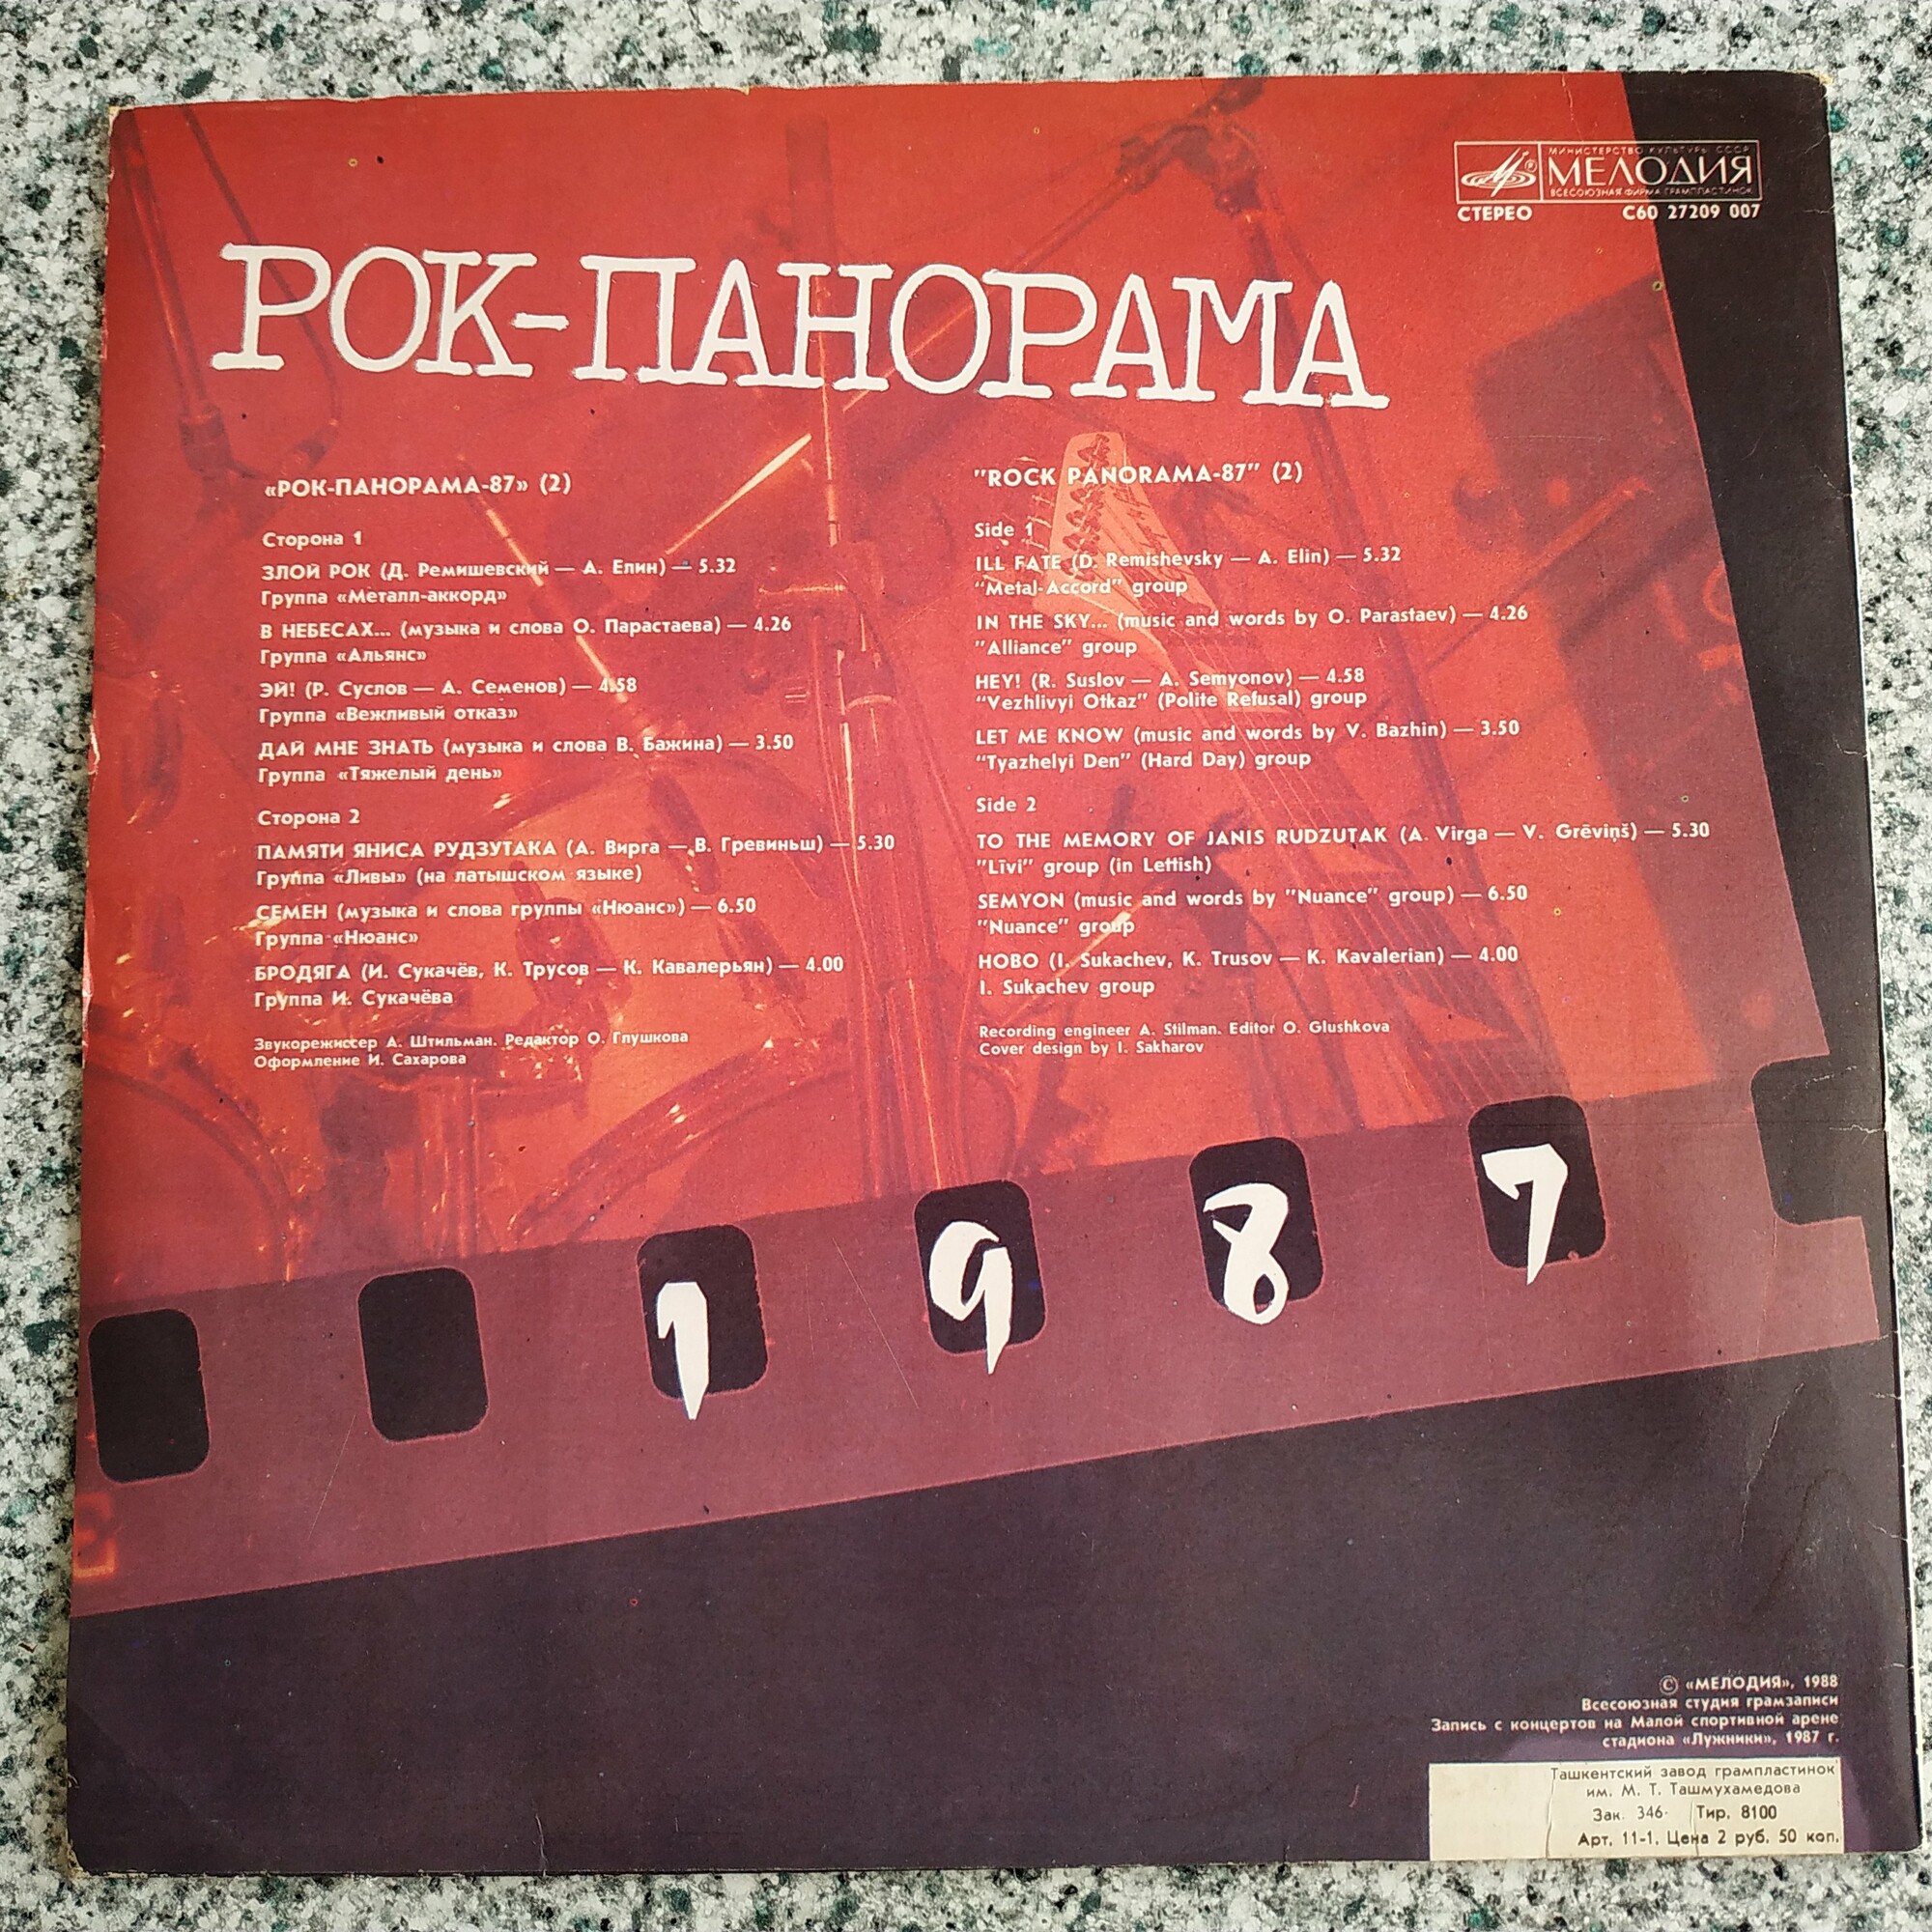 МИНИСТЕРСТВО КУЛЬТУРЫ СССР
МЕЛОДИЯ
ВСЕСОЮЗНАЯ ФИРМА ГРАМПЛАСТИНОК
СТЕРЕО С60 27209 007
РОК-ПАНОРАМА
«РОК-ПАНОРАМА-87» (2)
Сторона 1
ЗЛОЙ РОК (Д. Ремишевский — А. Елин) — 5.32
Группа «Металл-аккорд»
В НЕБЕСАХ... (музыка и слова О. Парастаева) — 4.26
Группа «Альянс»
ЭЙ! (Р. Суслов — А. Семенов) — 4.58
Группа «Вежливый отказ»
ДАЙ МНЕ ЗНАТЬ (музыка и слова В. Бажина) — 3.50
Группа «Тяжелый день»
Сторона 2
ПАМЯТИ ЯНИСА РУДЗУТАКА (А. Вирга — В. Гревиньш) — 5.30
Группа «Ливы» (на латышском языке)
СЕМЕН (музыка и слова группы «Нюанс») — 6.50
Группа «Нюанс»
БРОДЯГА (И. Сукачёв, К. Трусов — К. Кавалерьян) — 4.00
Группа И. Сукачёва
Звукорежиссер А. Штильман. Редактор О. Глушкова
Оформление И. Сахарова
"ROCK PANORAMA-87" (2)
Side 1
ILL FATE (D. Remishevsky — A. Elin) — 5.32
"Metal-Accord" group
IN THE SKY... (music and words by O. Parastaev) — 4.26
"Alliance" group
HEY! (R. Suslov — A. Semyonov) — 4.58
"Vezhlivyi Otkaz" (Polite Refusal) group
LET ME KNOW (music and words by V. Bazhin) — 3.50
"Tyazhelyi Den" (Hard Day) group
Side 2
TO THE MEMORY OF JANIS RUDZUTAK (A. Virga — V. Grēviņš) — 5.30
"Līvi" group (in Lettish)
SEMYON (music and words by "Nuance" group) — 6.50
"Nuance" group
HOBO (I. Sukachev, K. Trusov — K. Kavalerian) — 4.00
I. Sukachev group
Recording engineer A. Stilman. Editor O. Glushkova
Cover design by I. Sakharov
1987
© «МЕЛОДИЯ», 1988
Всесоюзная студия грамзаписи
Запись с концертов на Малой спортивной арене
стадиона «Лужники», 1987 г.
Ташкентский завод грампластинок
им. М. Т. Ташмухамедова
Зак. 346 Тир. 8100
Арт. 11-1. Цена 2 руб. 50 коп.